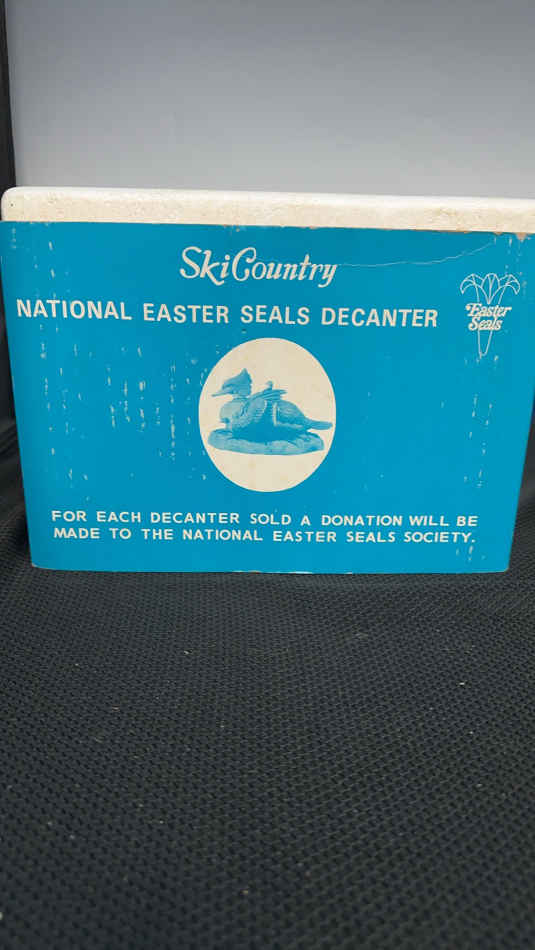 SkiCountry
NATIONAL EASTER SEALS DECANTER
Easter
Seals
FOR EACH DECANTER SOLD A DONATION WILL BE
MADE TO THE NATIONAL EASTER SEALS SOCIETY.